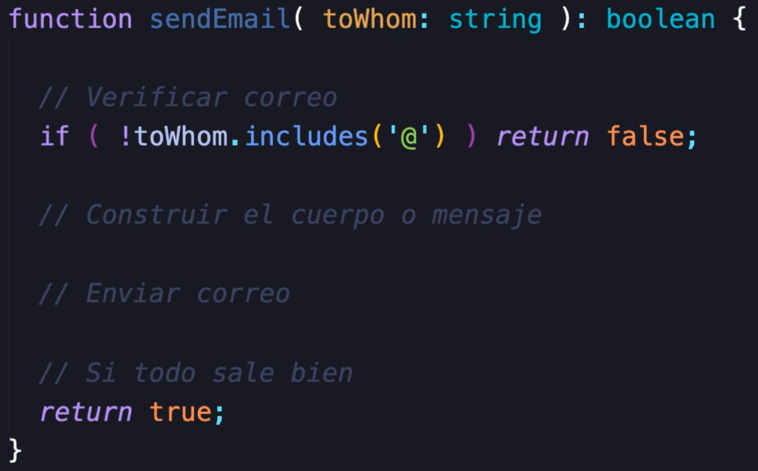 function sendEmail( toWhom: string ): boolean {
// Verificar correo
if ( !toWhom.includes('@') ) return false;
// Construir el cuerpo o mensaje
// Enviar correo
// Si todo sale bien
return true;
}